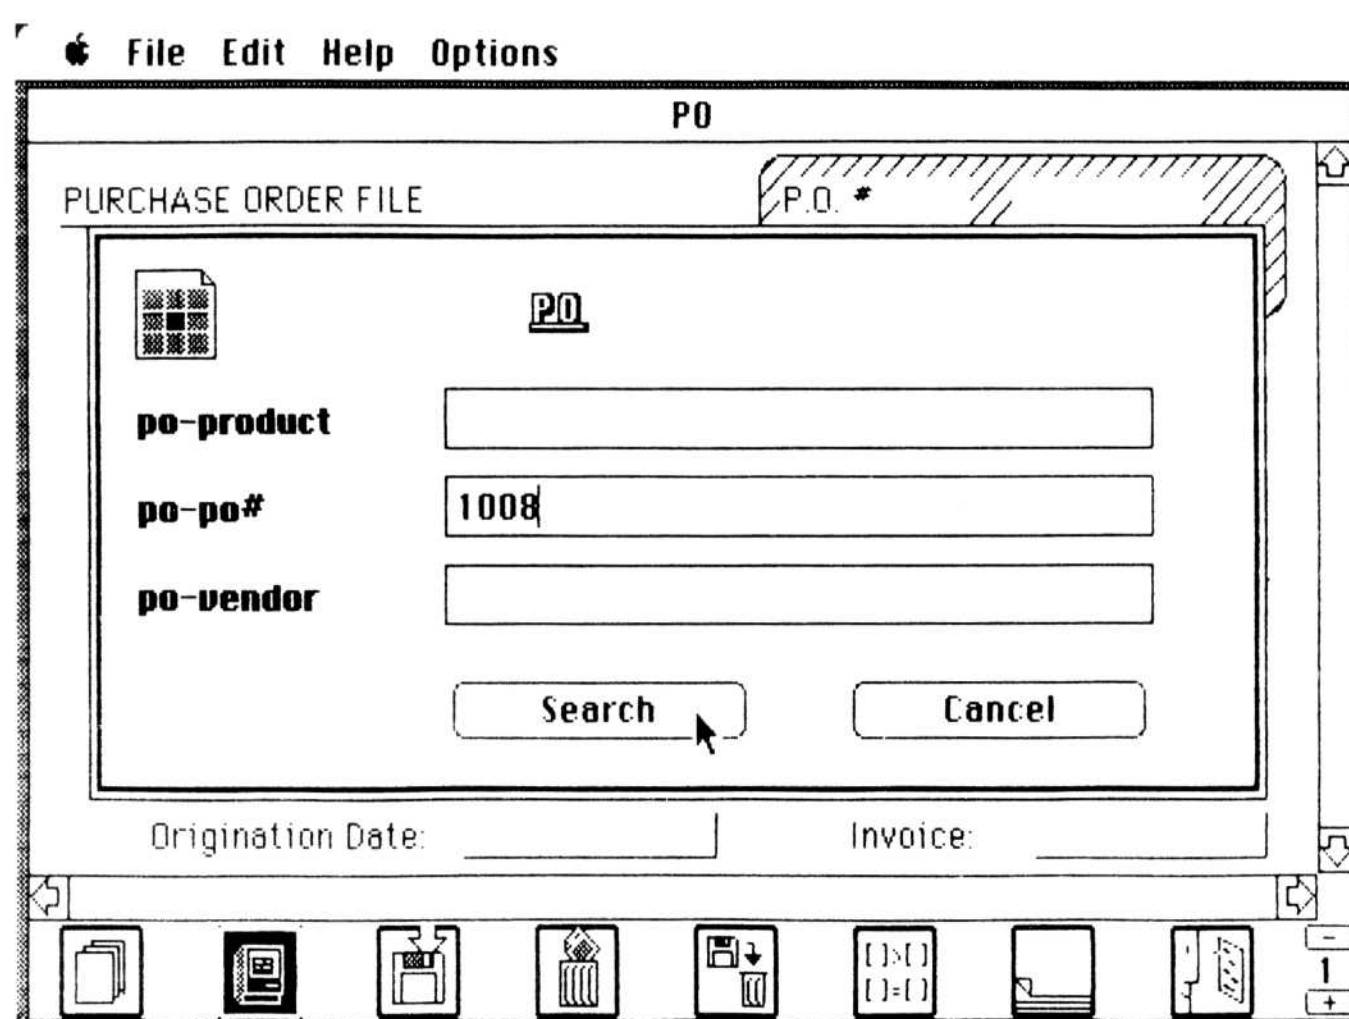 File Edit Help Options
PO
PURCHASE ORDER FILE
P.O. #
PO
po-product
po-po# 1008
po-vendor
Search Cancel
Origination Date: Invoice:
[ ]>[ ]
[ ]=[ ]
-
1
+